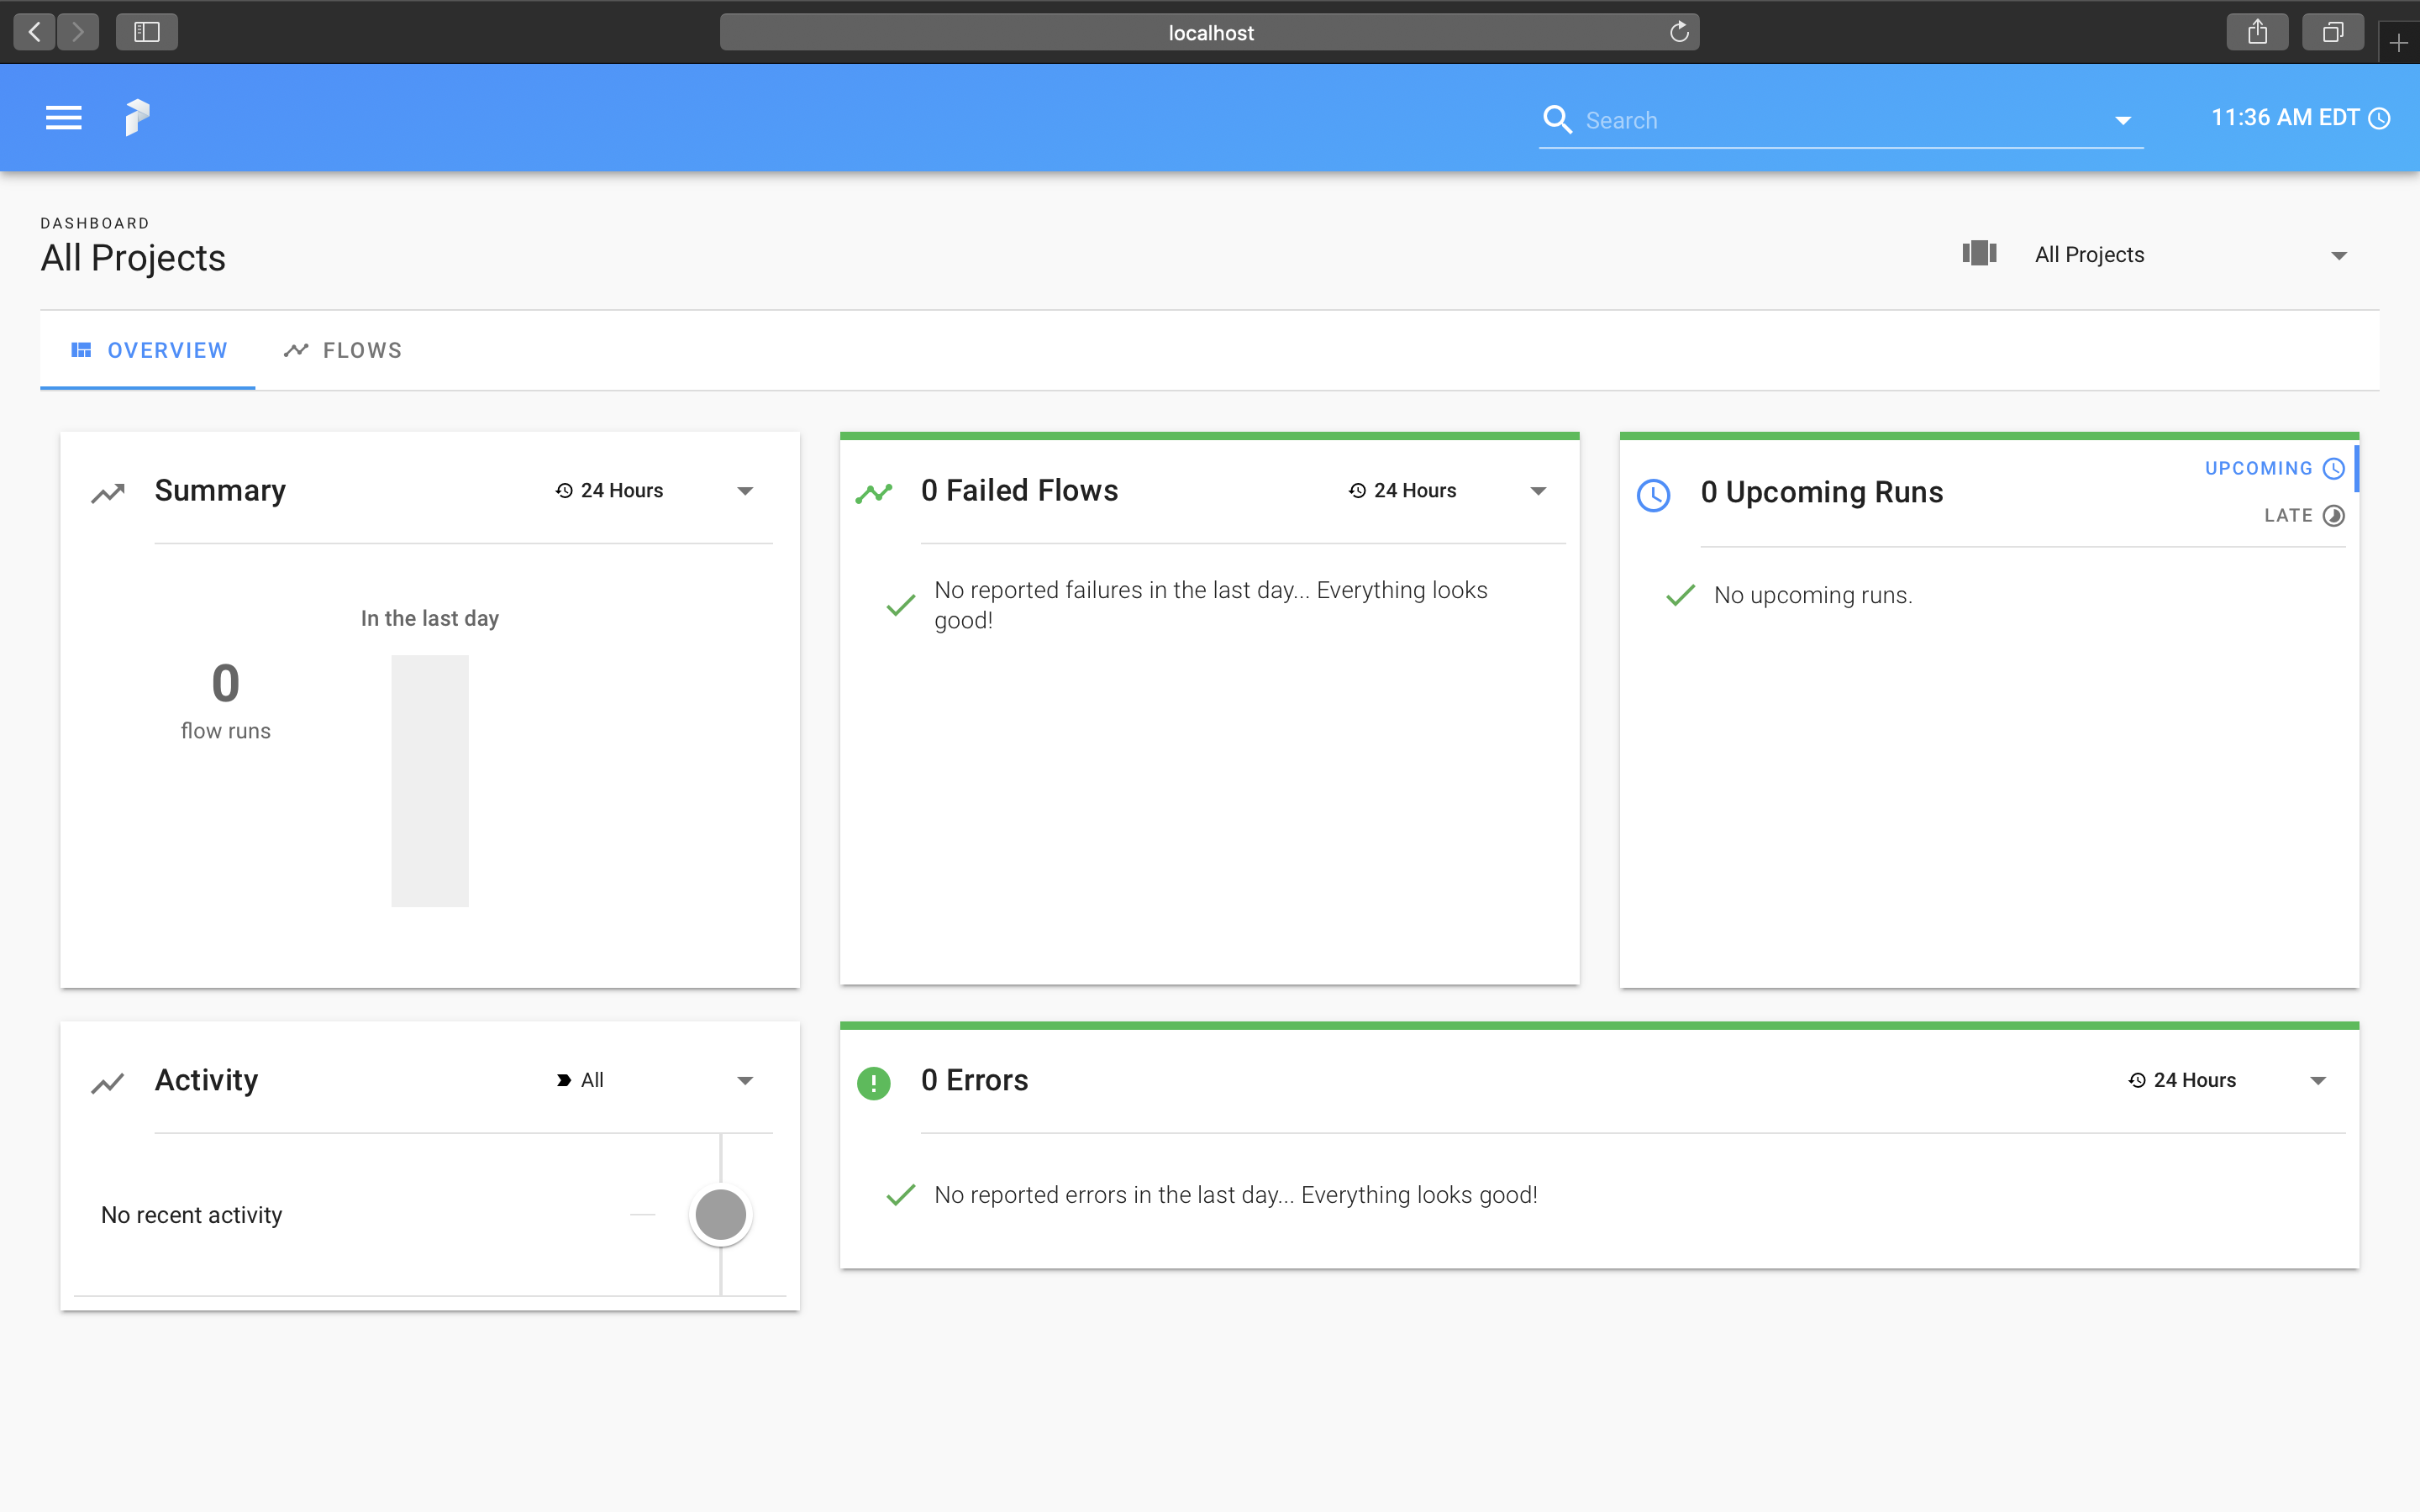 localhost
Search
11:36 AM EDT
DASHBOARD
All Projects
All Projects
OVERVIEW
FLOWS
Summary
24 Hours
In the last day
0
flow runs
0 Failed Flows
24 Hours
No reported failures in the last day... Everything looks
good!
0 Upcoming Runs
UPCOMING
LATE
No upcoming runs.
Activity
All
No recent activity
0 Errors
24 Hours
No reported errors in the last day... Everything looks good!